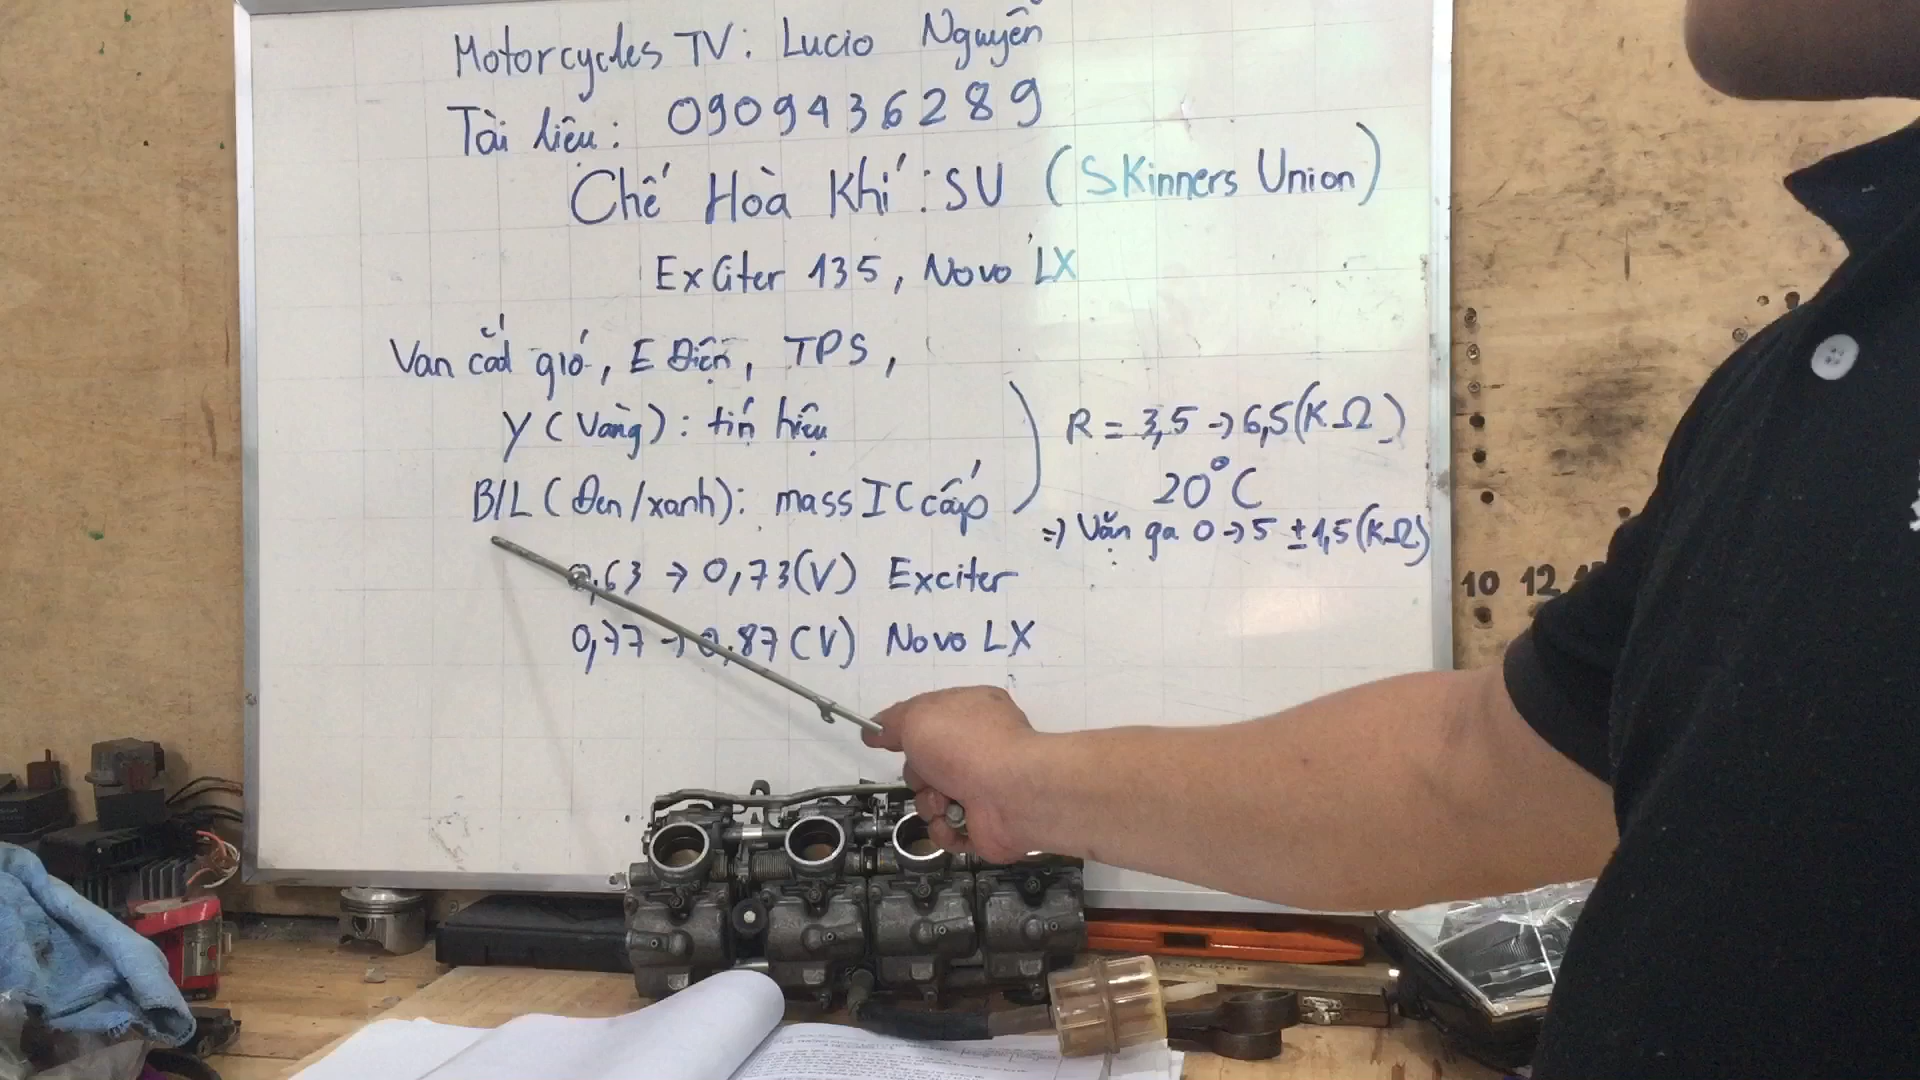 Motorcycles TV: Lucio Nguyễn
Tài liệu: 0909436289
Chế Hoà Khí: SU (SKinners Union)
Exciter 135, Novo LX
Van cắt gió, E Điện, TPS,
Y (Vàng): tín hiệu
B/L (Đen/xanh): mass IC cấp
R = 3,5 → 6,5 (KΩ)
20°C
=> Vặn ga 0 → 5 ± 1,5 (KΩ)
0,63 → 0,73 (V) Exciter
0,77 → 0,87 (V) Novo LX
10 12